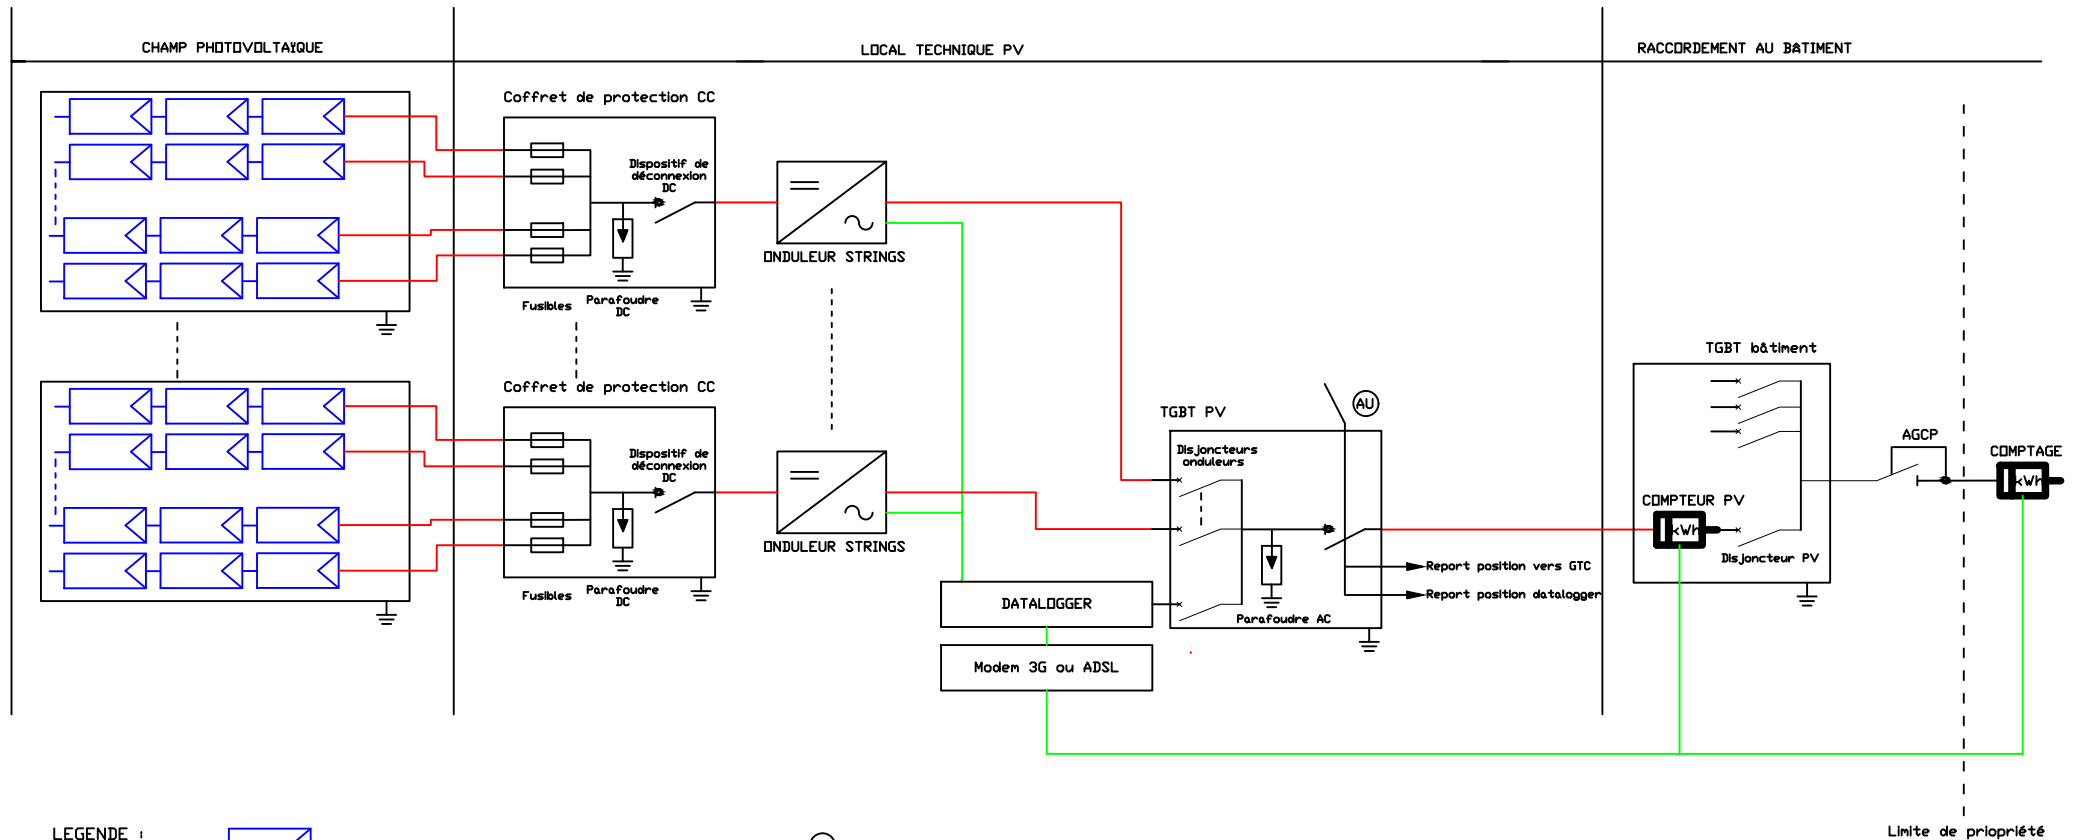 CHAMP PHOTOVOLTAÏQUE
LOCAL TECHNIQUE PV
RACCORDEMENT AU BÂTIMENT
Coffret de protection CC
Dispositif de
déconnexion
DC
ONDULEUR STRINGS
Fusibles
Parafoudre
DC
Coffret de protection CC
Dispositif de
déconnexion
DC
ONDULEUR STRINGS
Fusibles
Parafoudre
DC
TGBT PV
AU
Disjoncteurs
onduleurs
Report position vers GTC
Report position datalogger
Parafoudre AC
DATALOGGER
Modem 3G ou ADSL
TGBT bâtiment
AGCP
COMPTAGE
kWh
COMPTEUR PV
kWh
Disjoncteur PV
LEGENDE :
Limite de priopriété